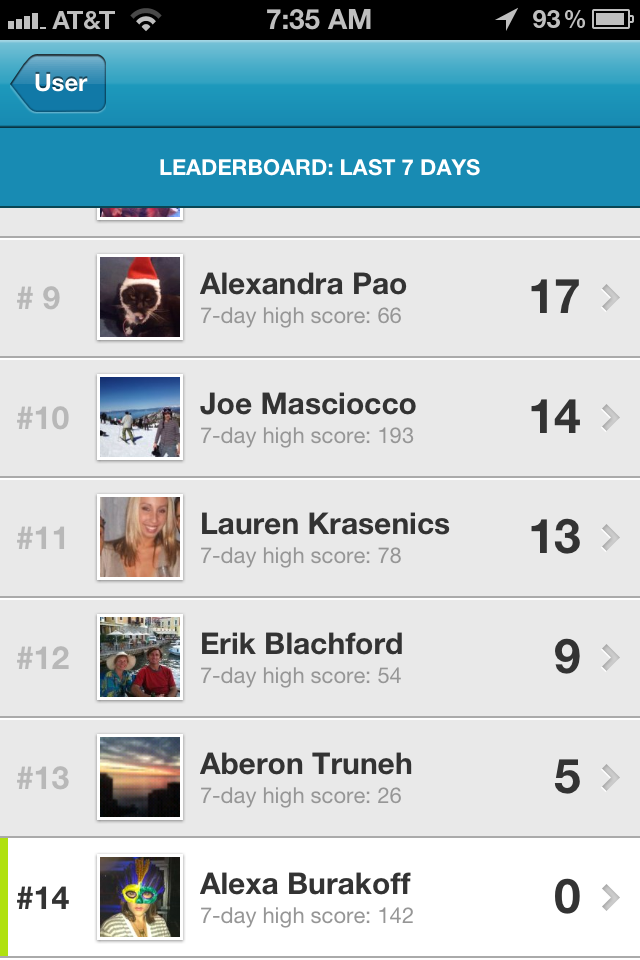 AT&T 7:35 AM 93%
User
LEADERBOARD: LAST 7 DAYS
# 9 Alexandra Pao 17
7-day high score: 66
#10 Joe Masciocco 14
7-day high score: 193
#11 Lauren Krasenics 13
7-day high score: 78
#12 Erik Blachford 9
7-day high score: 54
#13 Aberon Truneh 5
7-day high score: 26
#14 Alexa Burakoff 0
7-day high score: 142